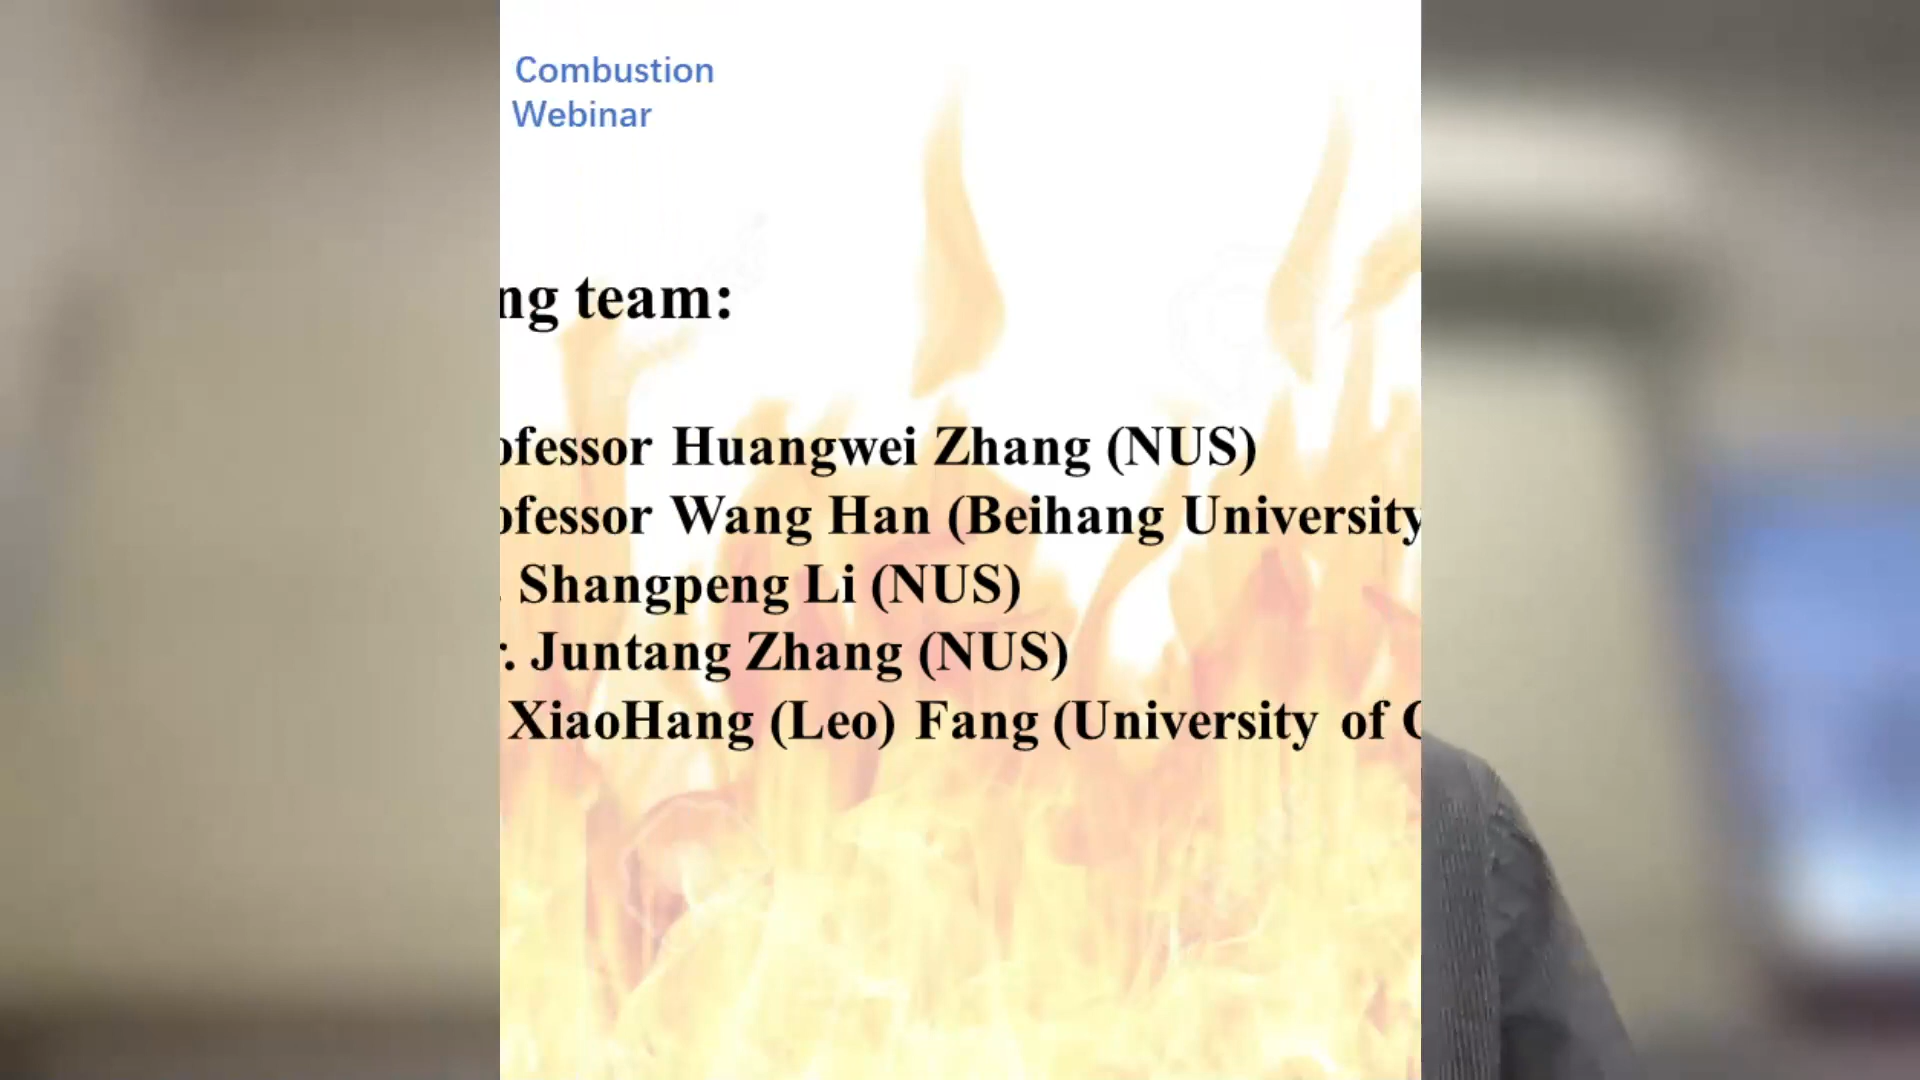 Combustion
Webinar
ng team:
ofessor Huangwei Zhang (NUS)
ofessor Wang Han (Beihang University
. Shangpeng Li (NUS)
r. Juntang Zhang (NUS)
XiaoHang (Leo) Fang (University of C